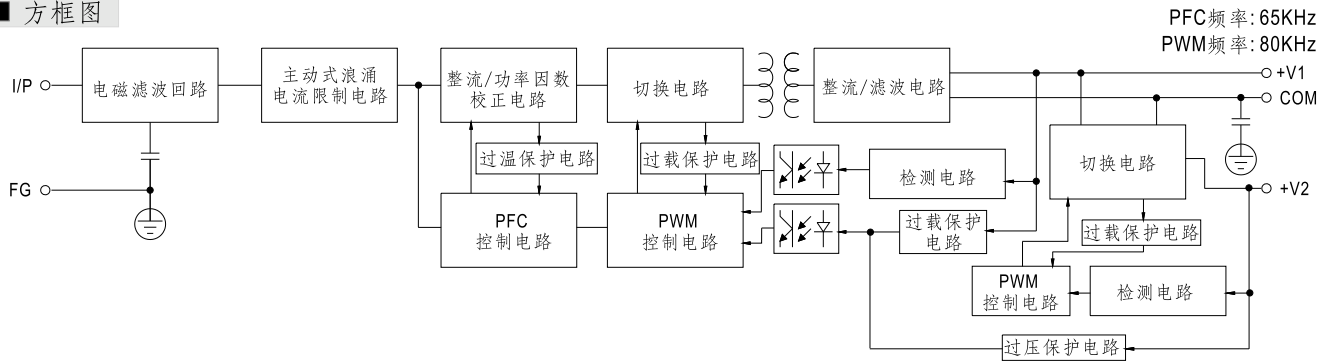 ■ 方框图
PFC频率: 65KHz
PWM频率: 80KHz
I/P
电磁滤波回路
主动式浪涌
电流限制电路
整流/功率因数
校正电路
切换电路
整流/滤波电路
+V1
COM
过温保护电路
过载保护电路
检测电路
切换电路
FG
+V2
PFC
控制电路
PWM
控制电路
过载保护
电路
过载保护电路
PWM
控制电路
检测电路
过压保护电路